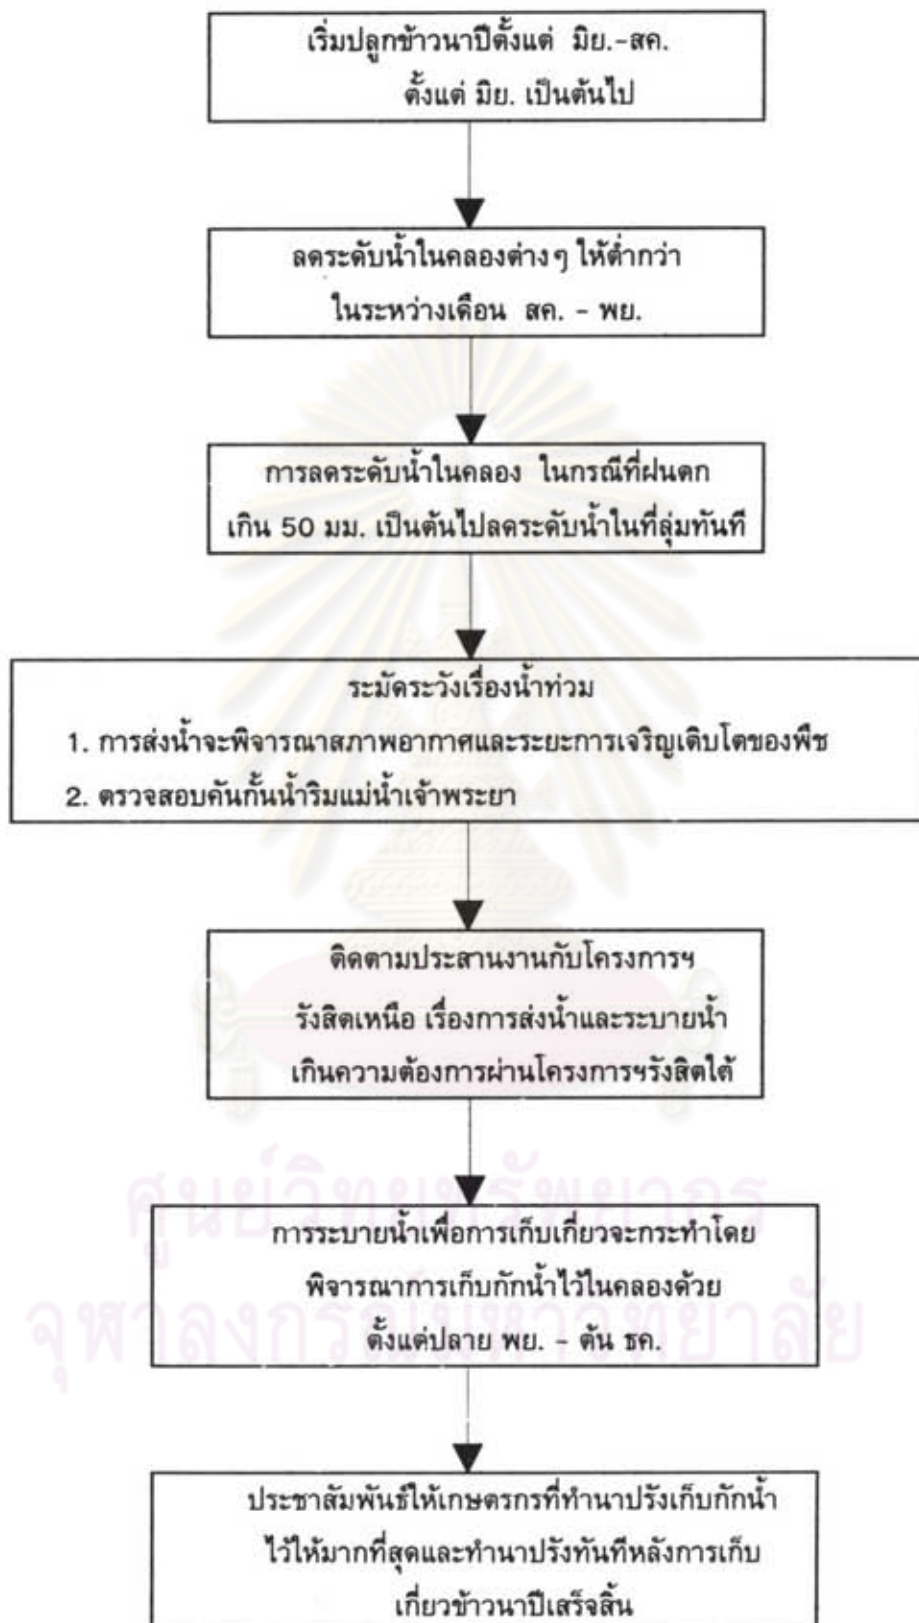 เริ่มปลูกข้าวนาปีตั้งแต่ มิย.-สค.
ตั้งแต่ มิย. เป็นต้นไป
ลดระดับน้ำในคลองต่างๆ ให้ต่ำกว่า
ในระหว่างเดือน สค. - พย.
การลดระดับน้ำในคลอง ในกรณีที่ฝนตก
เกิน 50 มม. เป็นต้นไปลดระดับน้ำในที่ลุ่มทันที
ระมัดระวังเรื่องน้ำท่วม
1. การส่งน้ำจะพิจารณาสภาพอากาศและระยะการเจริญเติบโตของพืช
2. ตรวจสอบคันกั้นน้ำริมแม่น้ำเจ้าพระยา
ติดตามประสานงานกับโครงการฯ
รังสิตเหนือ เรื่องการส่งน้ำและระบายน้ำ
เกินความต้องการผ่านโครงการฯรังสิตใต้
ศูนย์วิทยทรัพยากร
การระบายน้ำเพื่อการเก็บเกี่ยวจะกระทำโดย
พิจารณาการเก็บกักน้ำไว้ในคลองด้วย
ตั้งแต่ปลาย พย. - ต้น ธค.
จุฬาลงกรณ์มหาวิทยาลัย
ประชาสัมพันธ์ให้เกษตรกรที่ทำนาปรังเก็บกักน้ำ
ไว้ให้มากที่สุดและทำนาปรังทันทีหลังการเก็บ
เกี่ยวข้าวนาปีเสร็จสิ้น